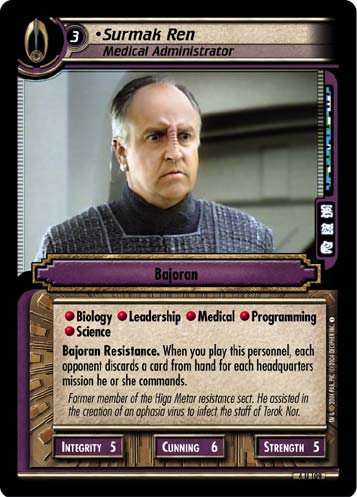 3
•Surmak Ren
Medical Administrator
Bajoran
Biology Leadership Medical Programming
Science
Bajoran Resistance. When you play this personnel, each
opponent discards a card from hand for each headquarters
mission he or she commands.
Former member of the Higa Metar resistance sect. He assisted in
the creation of an aphasia virus to infect the staff of Terok Nor.
INTEGRITY 5 CUNNING 6 STRENGTH 5
4 U 109